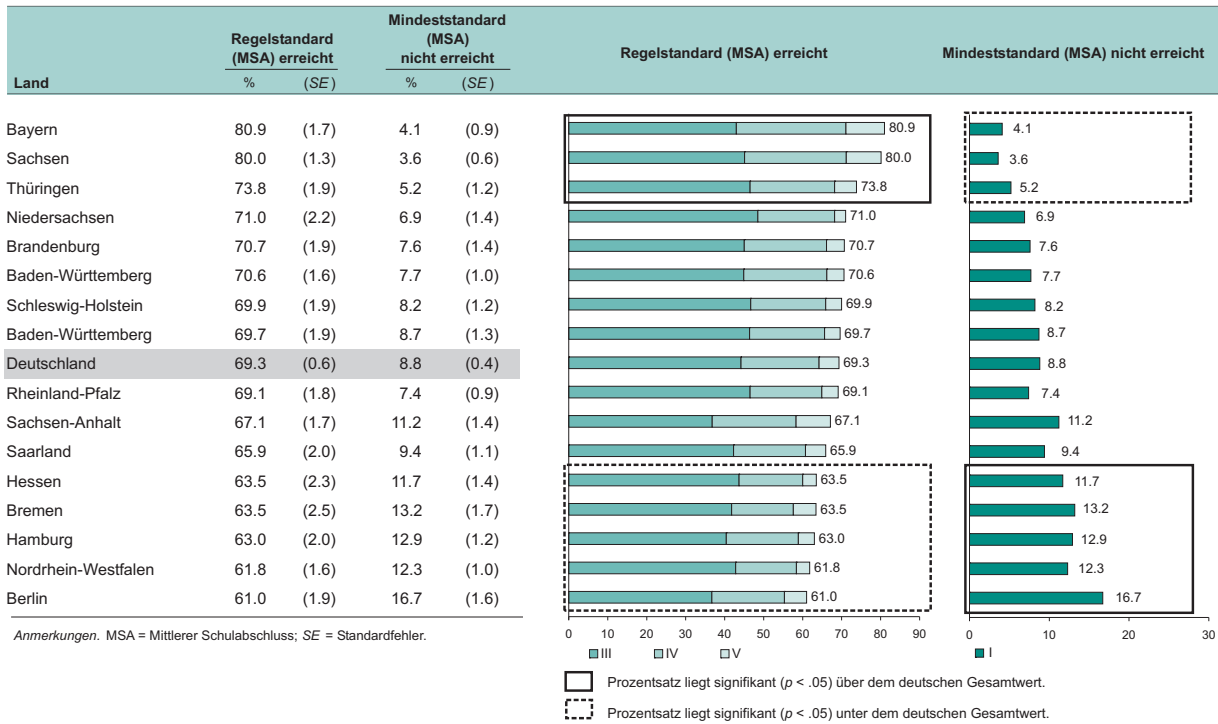 Land
Regelstandard
(MSA) erreicht
% (SE)
Mindeststandard
(MSA)
nicht erreicht
% (SE)
Regelstandard (MSA) erreicht
Mindeststandard (MSA) nicht erreicht
Bayern 80.9 (1.7) 4.1 (0.9) 80.9 4.1
Sachsen 80.0 (1.3) 3.6 (0.6) 80.0 3.6
Thüringen 73.8 (1.9) 5.2 (1.2) 73.8 5.2
Niedersachsen 71.0 (2.2) 6.9 (1.4) 71.0 6.9
Brandenburg 70.7 (1.9) 7.6 (1.4) 70.7 7.6
Baden-Württemberg 70.6 (1.6) 7.7 (1.0) 70.6 7.7
Schleswig-Holstein 69.9 (1.9) 8.2 (1.2) 69.9 8.2
Baden-Württemberg 69.7 (1.9) 8.7 (1.3) 69.7 8.7
Deutschland 69.3 (0.6) 8.8 (0.4) 69.3 8.8
Rheinland-Pfalz 69.1 (1.8) 7.4 (0.9) 69.1 7.4
Sachsen-Anhalt 67.1 (1.7) 11.2 (1.4) 67.1 11.2
Saarland 65.9 (2.0) 9.4 (1.1) 65.9 9.4
Hessen 63.5 (2.3) 11.7 (1.4) 63.5 11.7
Bremen 63.5 (2.5) 13.2 (1.7) 63.5 13.2
Hamburg 63.0 (2.0) 12.9 (1.2) 63.0 12.9
Nordrhein-Westfalen 61.8 (1.6) 12.3 (1.0) 61.8 12.3
Berlin 61.0 (1.9) 16.7 (1.6) 61.0 16.7
Anmerkungen. MSA = Mittlerer Schulabschluss; SE = Standardfehler.
0 10 20 30 40 50 60 70 80 90
III IV V
0 10 20 30
I
Prozentsatz liegt signifikant (p < .05) über dem deutschen Gesamtwert.
Prozentsatz liegt signifikant (p < .05) unter dem deutschen Gesamtwert.